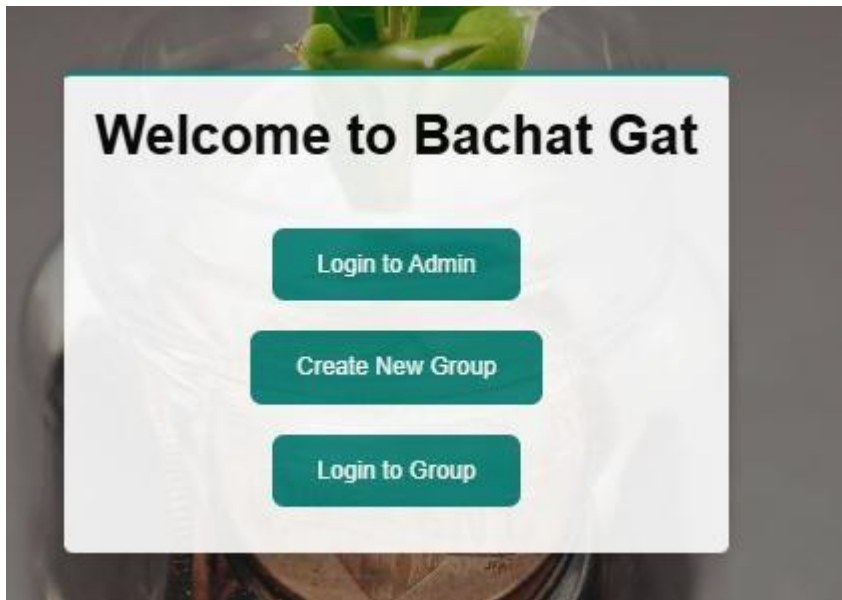 Welcome to Bachat Gat
Login to Admin
Create New Group
Login to Group